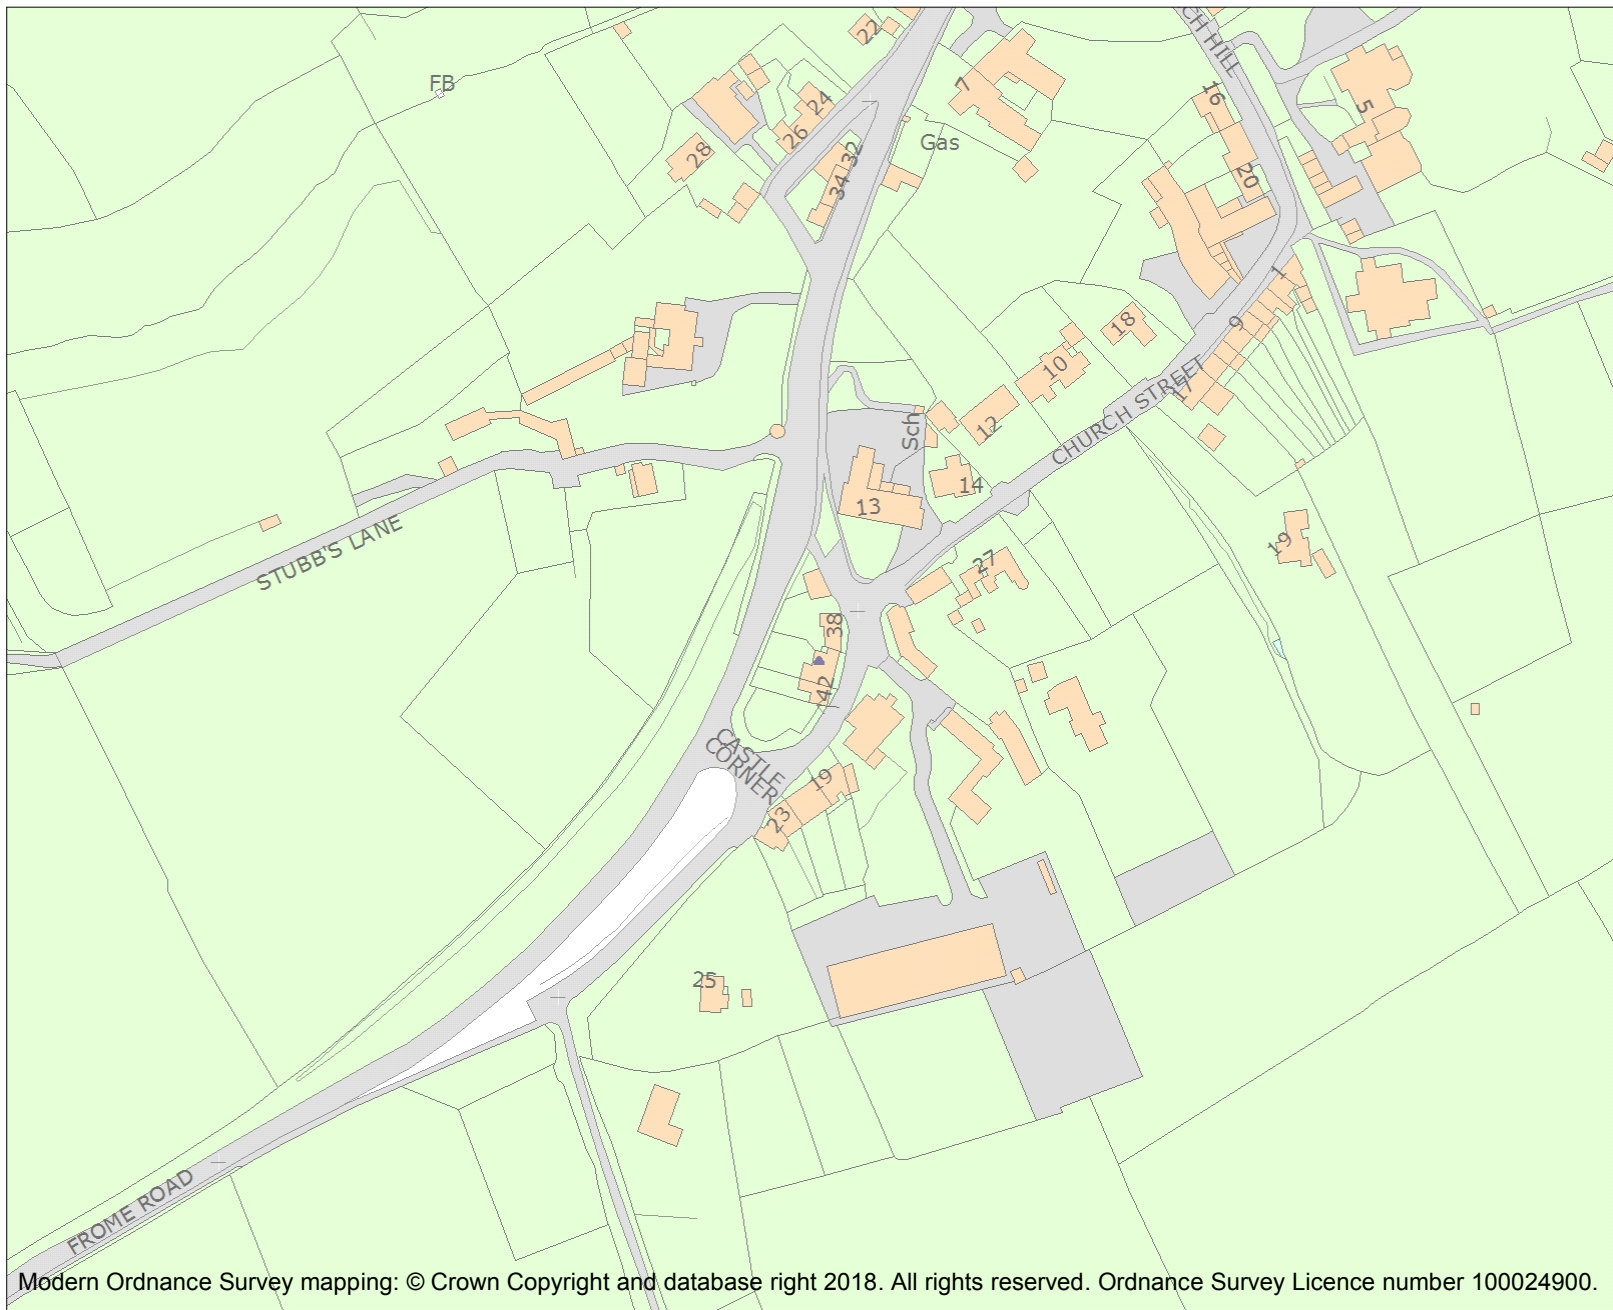 22
CH HILL
FB
7
24
16
5
26
Gas
28
32
34
20
1
18
9
10
17
CHURCH STREET
12
Sch
14
13
STUBB'S LANE
27
19
38
42
CASTLE
CORNER
19
23
25
FROME ROAD
Modern Ordnance Survey mapping: © Crown Copyright and database right 2018. All rights reserved. Ordnance Survey Licence number 100024900.